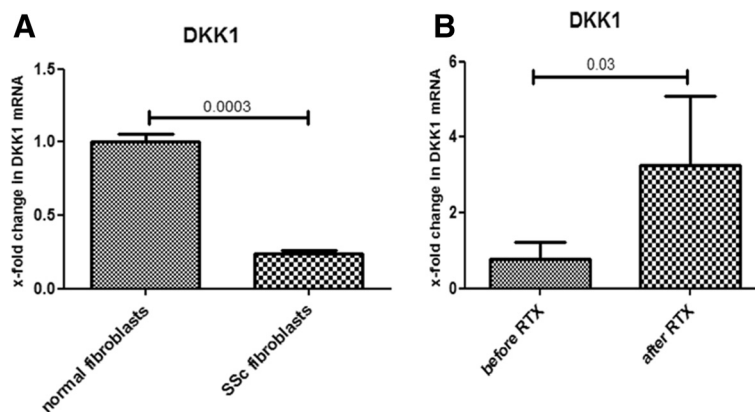 A
DKK1
x-fold change in DKK1 mRNA
1.5
1.0
0.5
0.0
0.0003
normal fibroblasts
SSc fibroblasts
B
DKK1
x-fold change in DKK1 mRNA
6
4
2
0
0.03
before RTX
after RTX